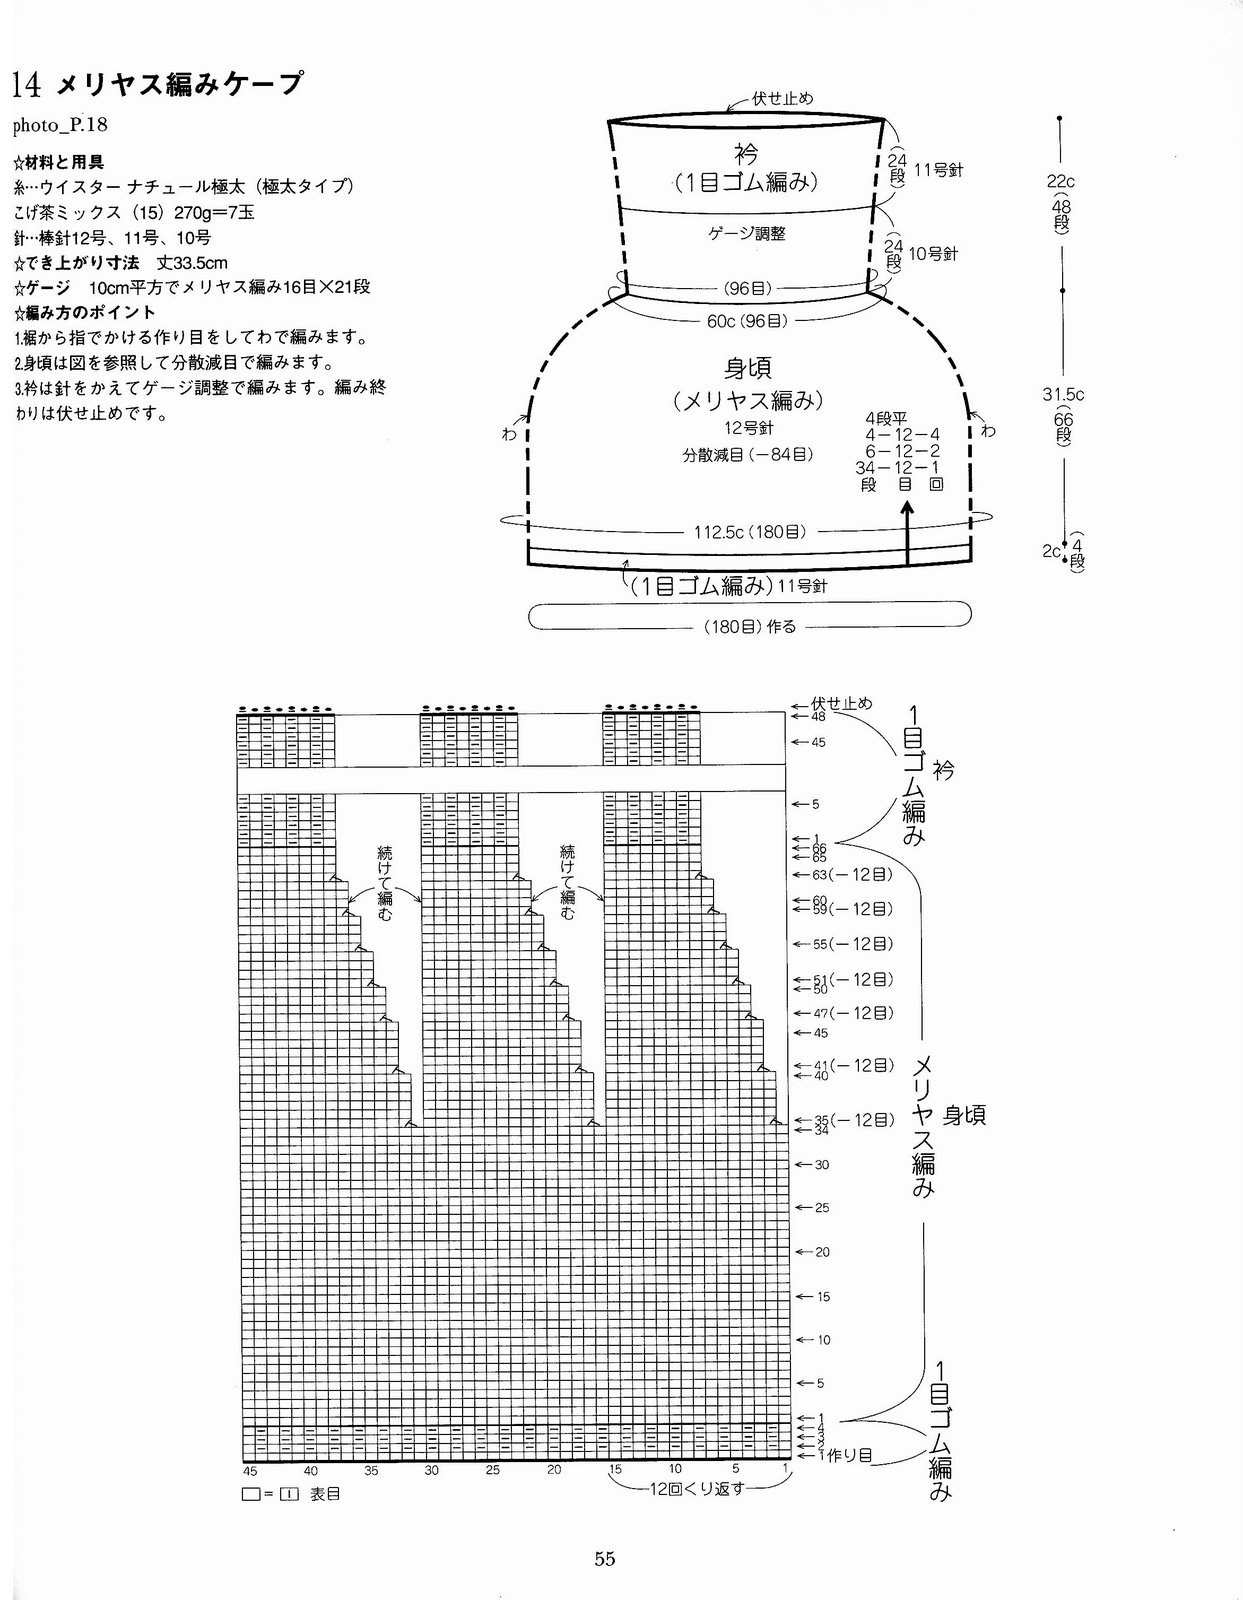 14 メリヤス編みケープ
photo_P.18
☆材料と用具
糸…ウイスター ナチュール極太（極太タイプ）
こげ茶ミックス（15）270g＝7玉
針…棒針12号、11号、10号
☆でき上がり寸法　丈33.5cm
☆ゲージ　10cm平方でメリヤス編み16目×21段
☆編み方のポイント
1.裾から指でかける作り目をしてわで編みます。
2.身頃は図を参照して分散減目で編みます。
3.衿は針をかえてゲージ調整で編みます。編み終
わりは伏せ止めです。
伏せ止め
衿
（1目ゴム編み）
24段
11号針
ゲージ調整
24段
10号針
（96目）
60c（96目）
身頃
（メリヤス編み）
12号針
分散減目（－84目）
4段平
4－12－4
6－12－2
34－12－1
段 目 回
わ
わ
112.5c（180目）
（1目ゴム編み）11号針
（180目）作る
22c（48段）
31.5c（66段）
2c（4段）
伏せ止め
48
45
5
1
66
65
63（－12目）
60
59（－12目）
55（－12目）
51（－12目）
50
47（－12目）
45
41（－12目）
40
35（－12目）
34
30
25
20
15
10
5
1
4
3
2
1作り目
1目ゴム編み
衿
続けて編む
続けて編む
メリヤス編み
身頃
1目ゴム編み
45 40 35 30 25 20 15 10 5 1
12回くり返す
□＝｜ 表目
55